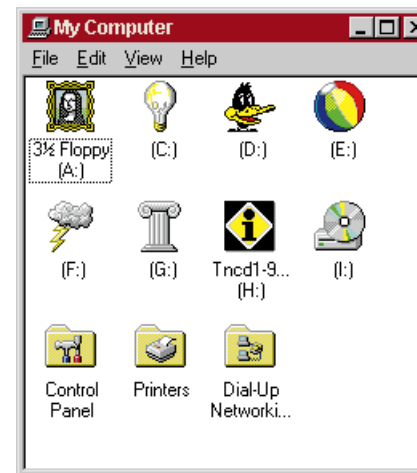 My Computer
File Edit View Help
3½ Floppy (C:) (D:) (E:)
(A:)
(F:) (G:) Tncd1-9... (I:)
(H:)
Control Printers Dial-Up
Panel Networki...